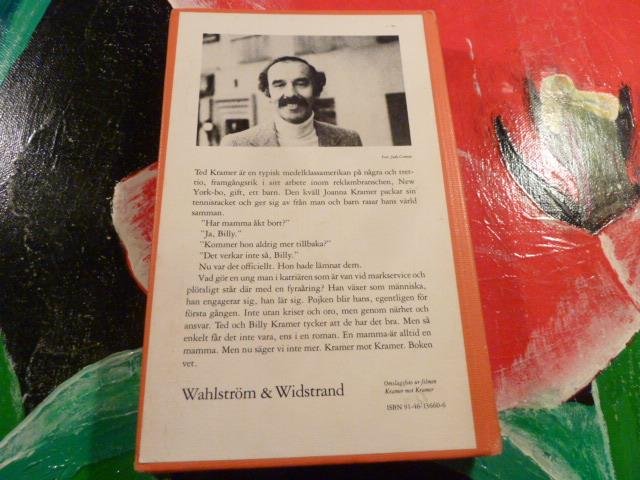 Foto: Judy Corman
Ted Kramer är en typisk medelklassamerikan på några och tret-
tio, framgångsrik i sitt arbete inom reklambranschen, New
York-bo, gift, ett barn. Den kväll Joanna Kramer packar sin
tennisracket och ger sig av från man och barn rasar hans värld
samman.
"Har mamma åkt bort?"
"Ja, Billy."
"Kommer hon aldrig mer tillbaka?"
"Det verkar inte så, Billy."
Nu var det officiellt. Hon hade lämnat dem.
Vad gör en ung man i karriären som är van vid markservice och
plötsligt står där med en fyraåring? Han växer som människa,
han engagerar sig, han lär sig. Pojken blir hans, egentligen för
första gången. Inte utan kriser och oro, men genom närhet och
ansvar. Ted och Billy Kramer tycker att de har det bra. Men så
enkelt får det inte vara, ens i en roman. En mamma är alltid en
mamma. Men nu säger vi inte mer. Kramer mot Kramer. Boken
vet.
Wahlström & Widstrand
Omslagsfoto ur filmen
Kramer mot Kramer
ISBN 91-46-13660-6